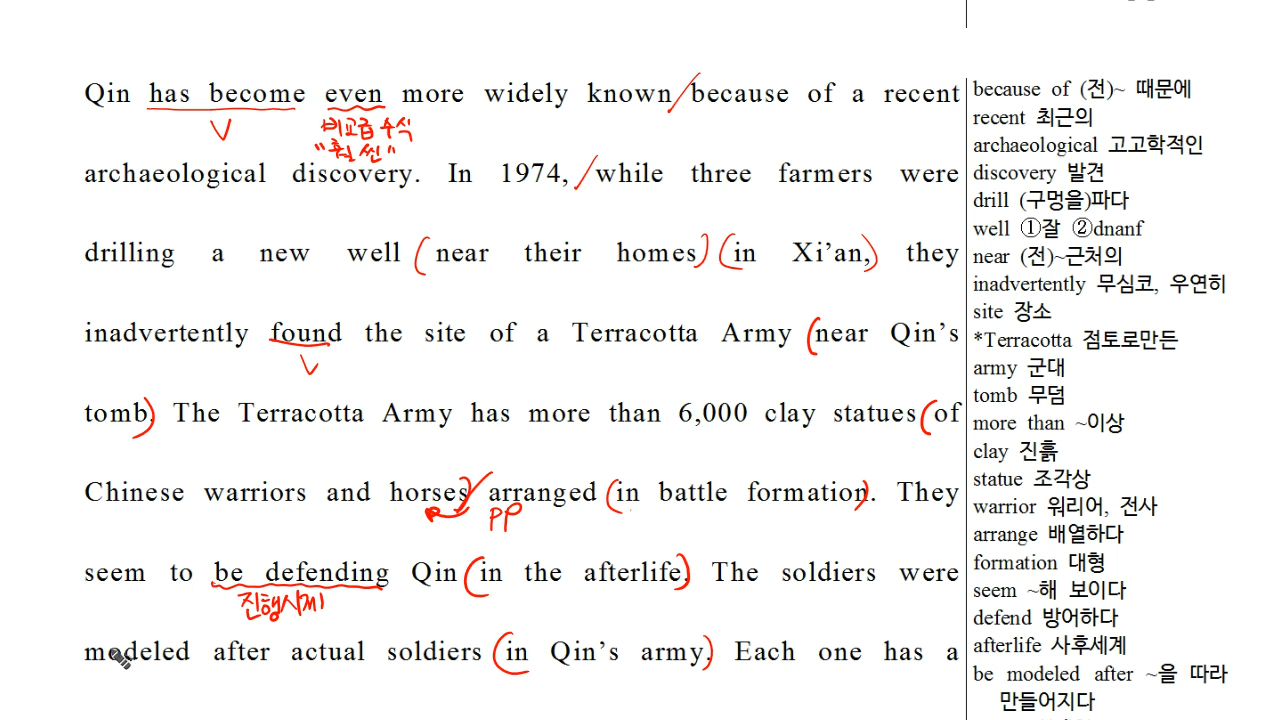 Qin has become even more widely known because of a recent
V
비교급 수식
"훨씬"
archaeological discovery. In 1974, while three farmers were
drilling a new well (near their homes) (in Xi’an,) they
inadvertently found the site of a Terracotta Army (near Qin’s
V
tomb) The Terracotta Army has more than 6,000 clay statues (of
Chinese warriors and horses) arranged (in battle formation). They
PP
seem to be defending Qin (in the afterlife.) The soldiers were
진행시제
modeled after actual soldiers (in Qin’s army.) Each one has a
because of (전)~ 때문에
recent 최근의
archaeological 고고학적인
discovery 발견
drill (구멍을)파다
well ①잘 ②dnanf
near (전)~근처의
inadvertently 무심코, 우연히
site 장소
*Terracotta 점토로만든
army 군대
tomb 무덤
more than ~이상
clay 진흙
statue 조각상
warrior 워리어, 전사
arrange 배열하다
formation 대형
seem ~해 보이다
defend 방어하다
afterlife 사후세계
be modeled after ~을 따라
만들어지다